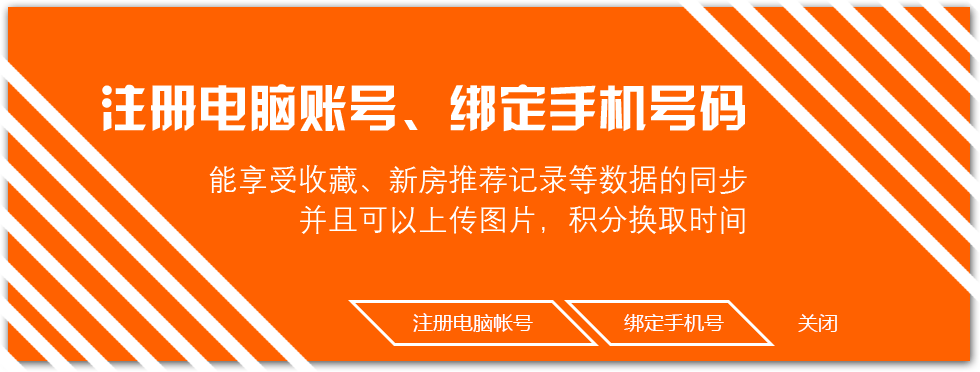 注册电脑账号、绑定手机号码
能享受收藏、新房推荐记录等数据的同步
并且可以上传图片，积分换取时间
注册电脑帐号 绑定手机号 关闭